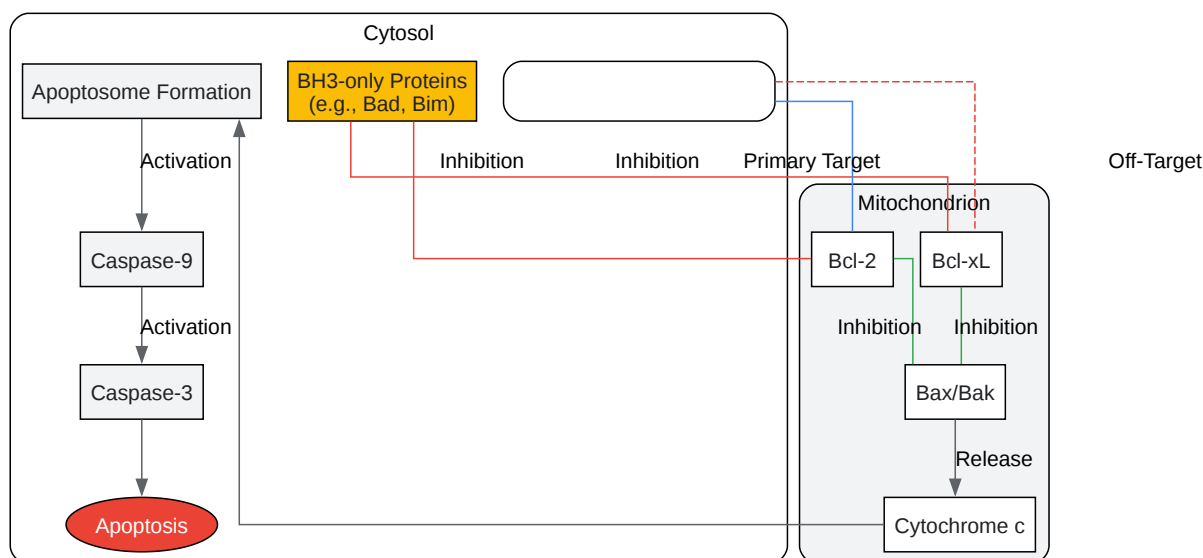 Cytosol
Apoptosome Formation
BH3-only Proteins
(e.g., Bad, Bim)
Activation
Inhibition
Inhibition
Primary Target
Off-Target
Mitochondrion
Caspase-9
Bcl-2
Bcl-xL
Activation
Inhibition
Inhibition
Caspase-3
Bax/Bak
Release
Apoptosis
Cytochrome c